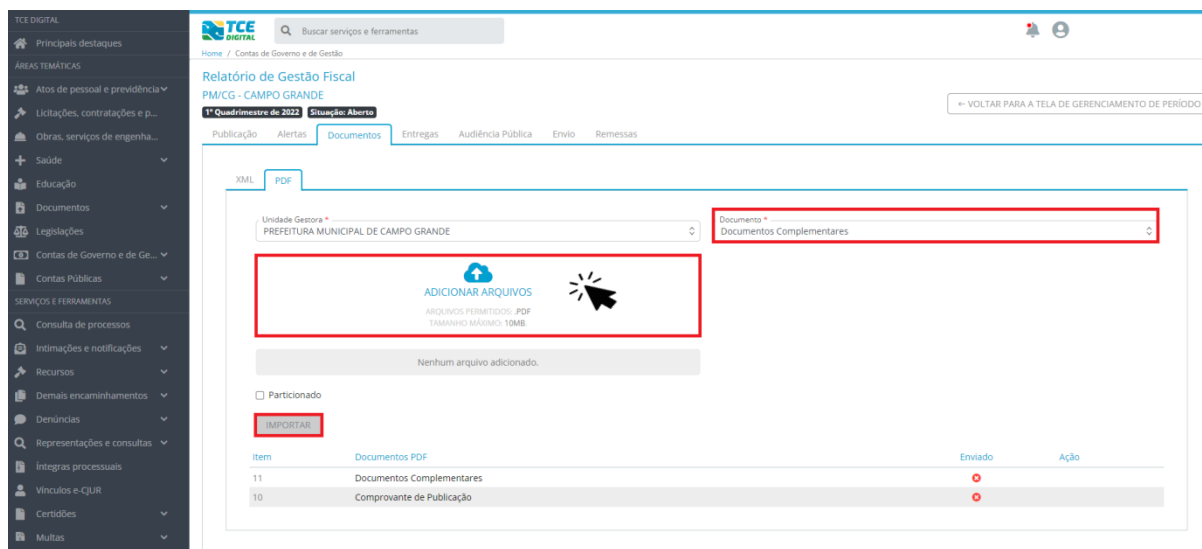 TCE DIGITAL
Principais destaques
ÁREAS TEMÁTICAS
Atos de pessoal e previdência
Licitações, contratações e p...
Obras, serviços de engenha...
Saúde
Educação
Documentos
Legislações
Contas de Governo e de Ge...
Contas Públicas
SERVIÇOS E FERRAMENTAS
Consulta de processos
Intimações e notificações
Recursos
Demais encaminhamentos
Denúncias
Representações e consultas
Íntegras processuais
Vínculos e-CJUR
Certidões
Multas
TCE
DIGITAL
Buscar serviços e ferramentas
Home / Contas de Governo e de Gestão
Relatório de Gestão Fiscal
PM/CG - CAMPO GRANDE
1º Quadrimestre de 2022 Situação: Aberto
← VOLTAR PARA A TELA DE GERENCIAMENTO DE PERÍODO
Publicação Alertas Documentos Entregas Audiência Pública Envio Remessas
XML PDF
Unidade Gestora *
PREFEITURA MUNICIPAL DE CAMPO GRANDE
Documento *
Documentos Complementares
ADICIONAR ARQUIVOS
ARQUIVOS PERMITIDOS: .PDF
TAMANHO MÁXIMO: 10MB.
Nenhum arquivo adicionado.
Particionado
IMPORTAR
Item Documentos PDF Enviado Ação
11 Documentos Complementares
10 Comprovante de Publicação